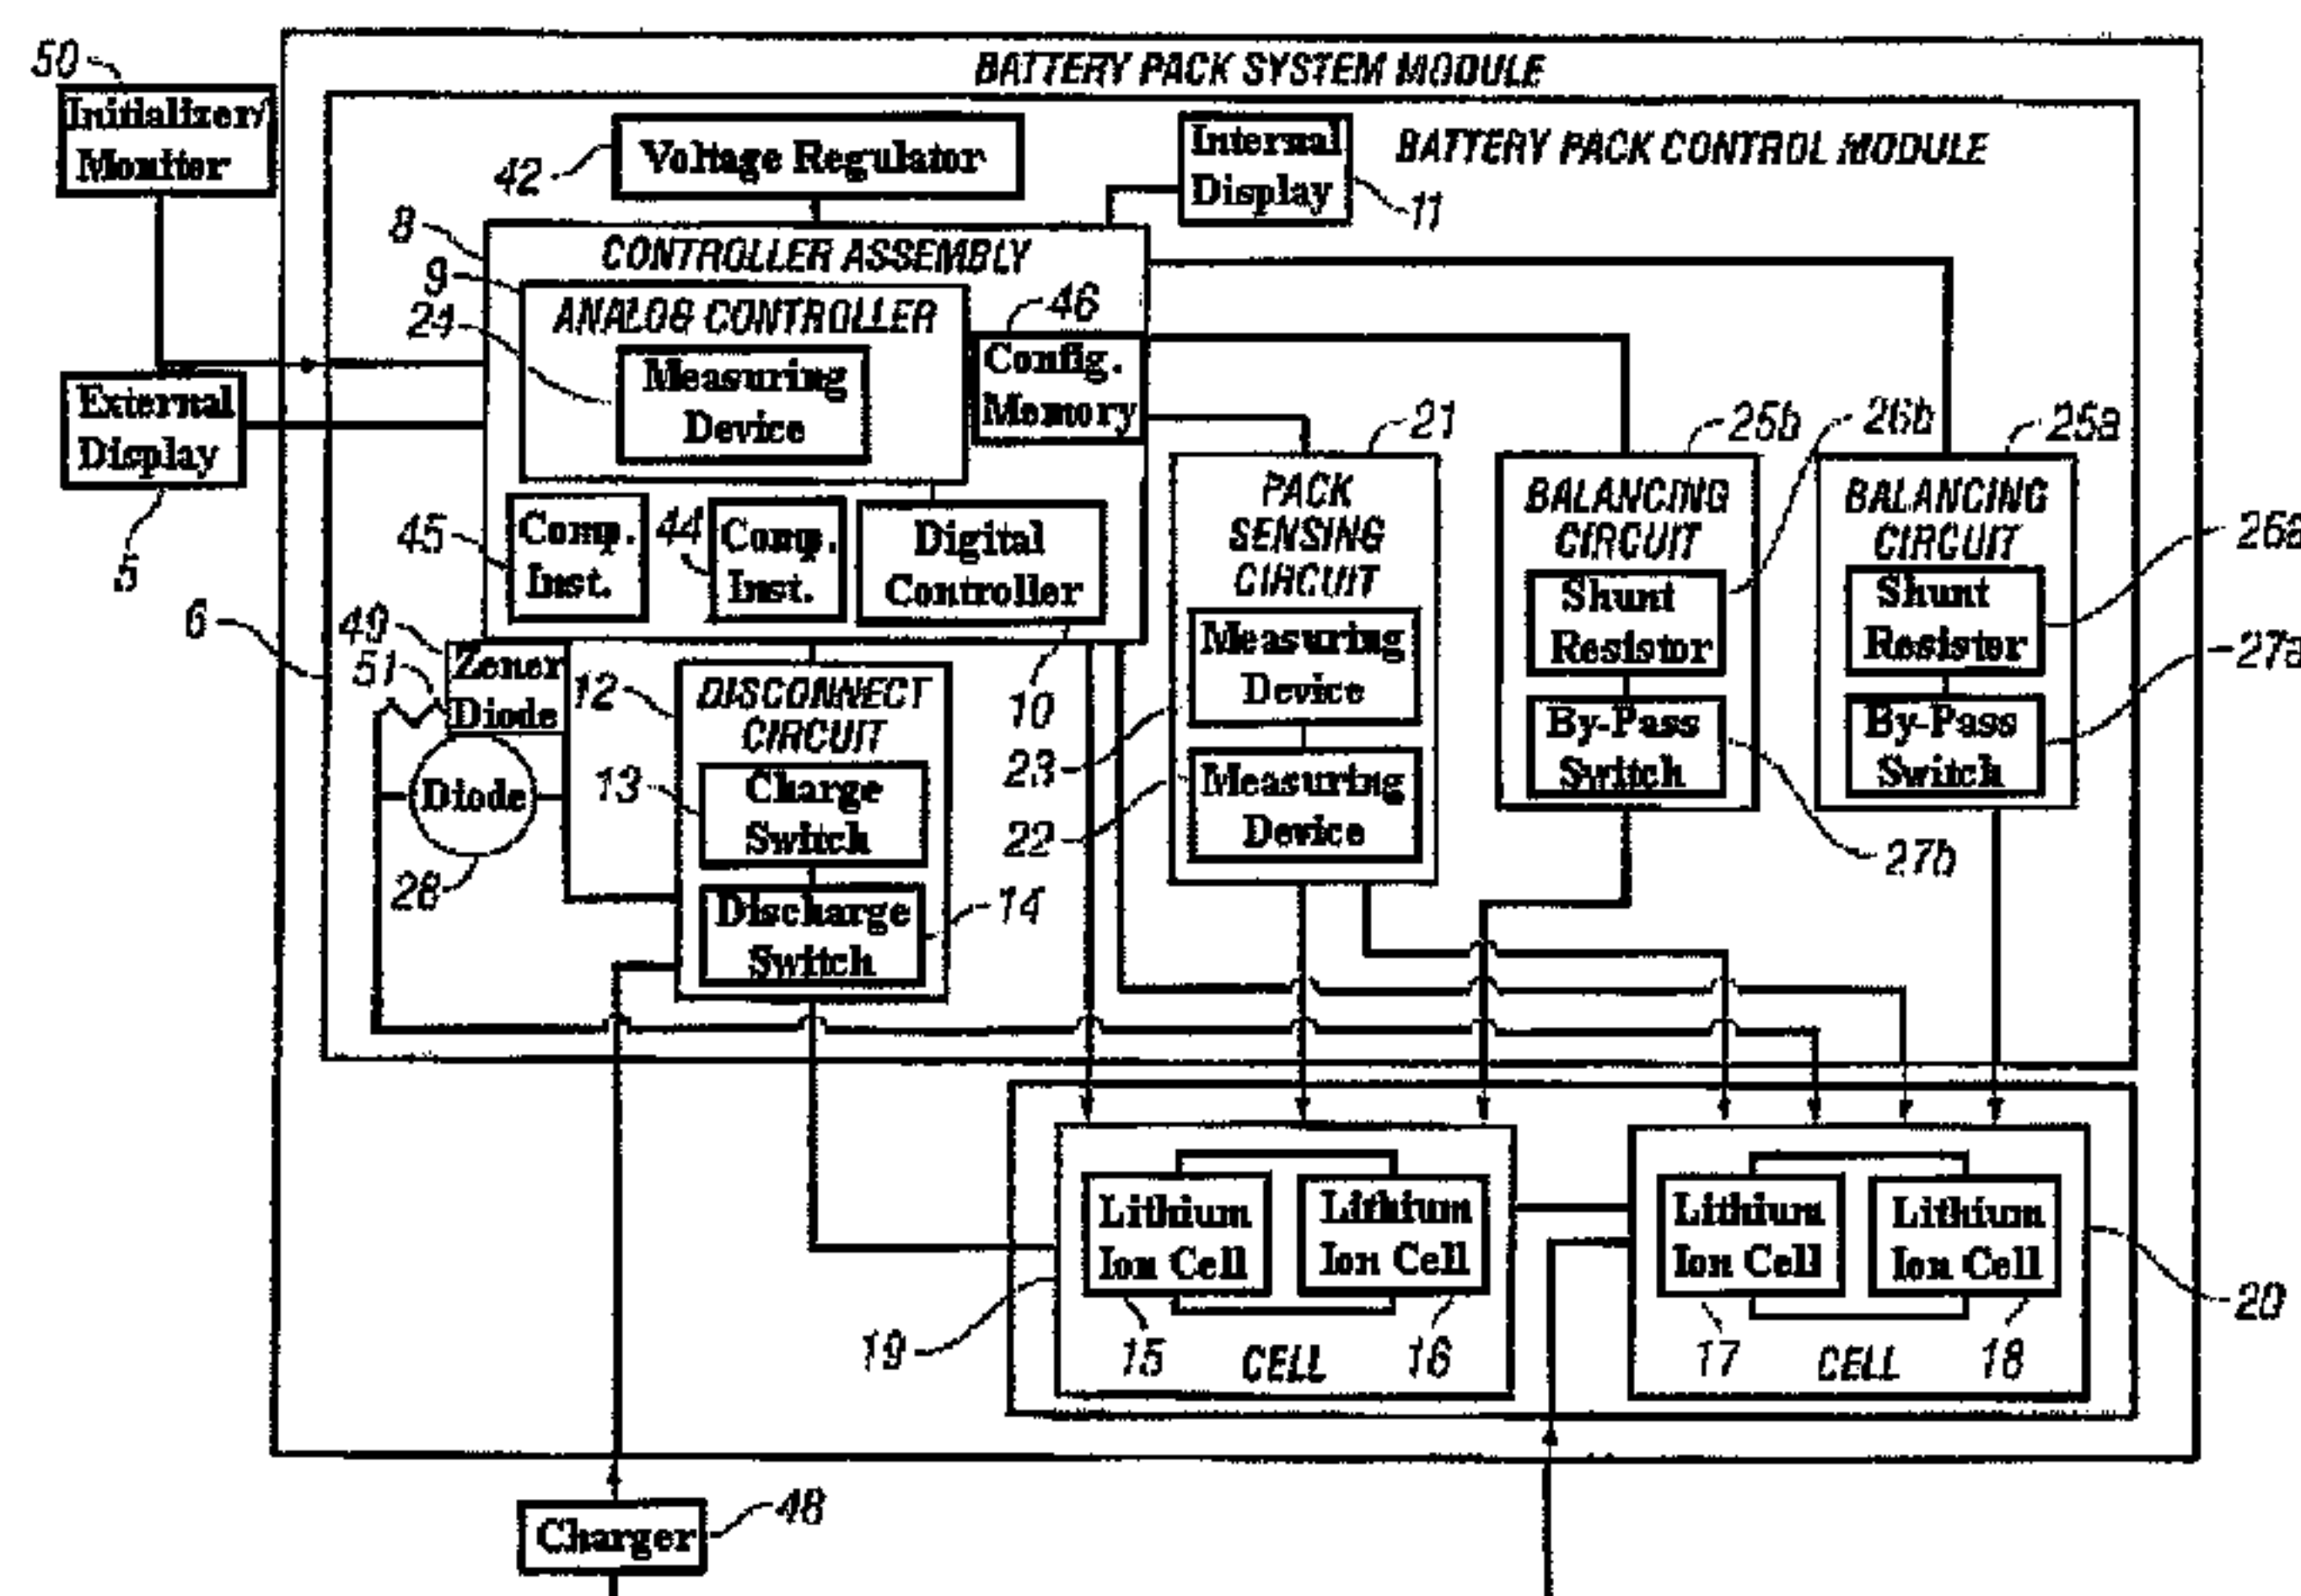 BATTERY PACK SYSTEM MODULE
50
Initializer/
Moniter
BATTERY PACK CONTROL MODULE
42
Voltage Regulator
Internal
Display
11
8
CONTROLLER ASSEMBLY
9
ANALOG CONTROLLER
24
Measuring
Device
46
Config.
Memory
External
Display
5
45
Comp.
Inst.
44
Comp.
Inst.
Digital
Controller
10
21
PACK
SENSING
CIRCUIT
Measuring
Device
23
Measuring
Device
22
25b
26b
BALANCING
CIRCUIT
Shunt
Resistor
By-Pass
Switch
27b
25a
BALANCING
CIRCUIT
26a
Shunt
Resister
27a
By-Pass
Switch
6
49
51
Zener
Diode
Diode
28
12
DISCONNECT
CIRCUIT
13
Charge
Switch
Discharge
Switch
14
Lithium
Ion Cell
Lithium
Ion Cell
19
15
CELL
16
Lithium
Ion Cell
Lithium
Ion Cell
20
17
CELL
18
Charger
48